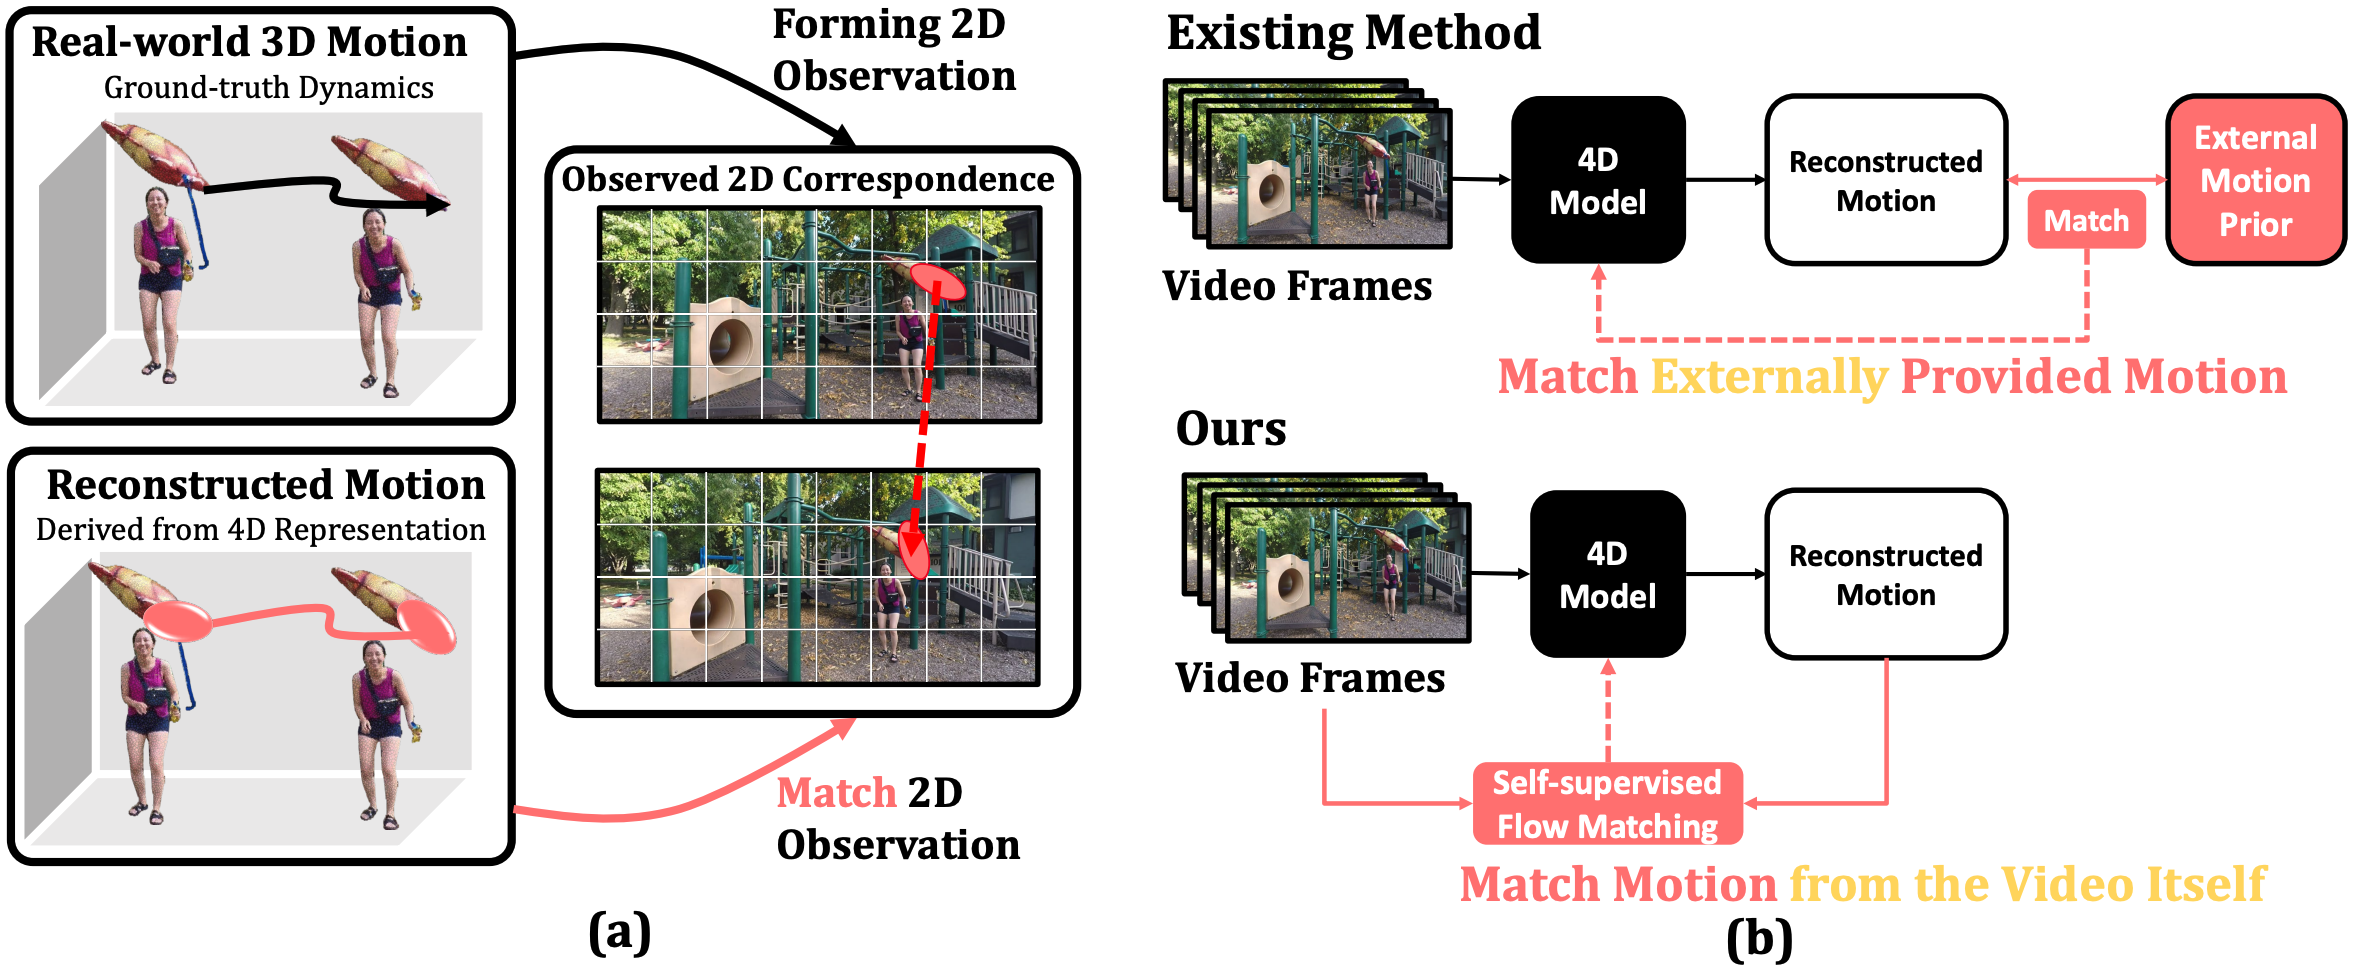 Real-world 3D Motion
Ground-truth Dynamics
Forming 2D
Observation
Observed 2D Correspondence
Reconstructed Motion
Derived from 4D Representation
Match 2D
Observation
(a)
Existing Method
Video Frames
4D
Model
Reconstructed
Motion
Match
External
Motion
Prior
Match Externally Provided Motion
Ours
Video Frames
4D
Model
Reconstructed
Motion
Self-supervised
Flow Matching
Match Motion from the Video Itself
(b)